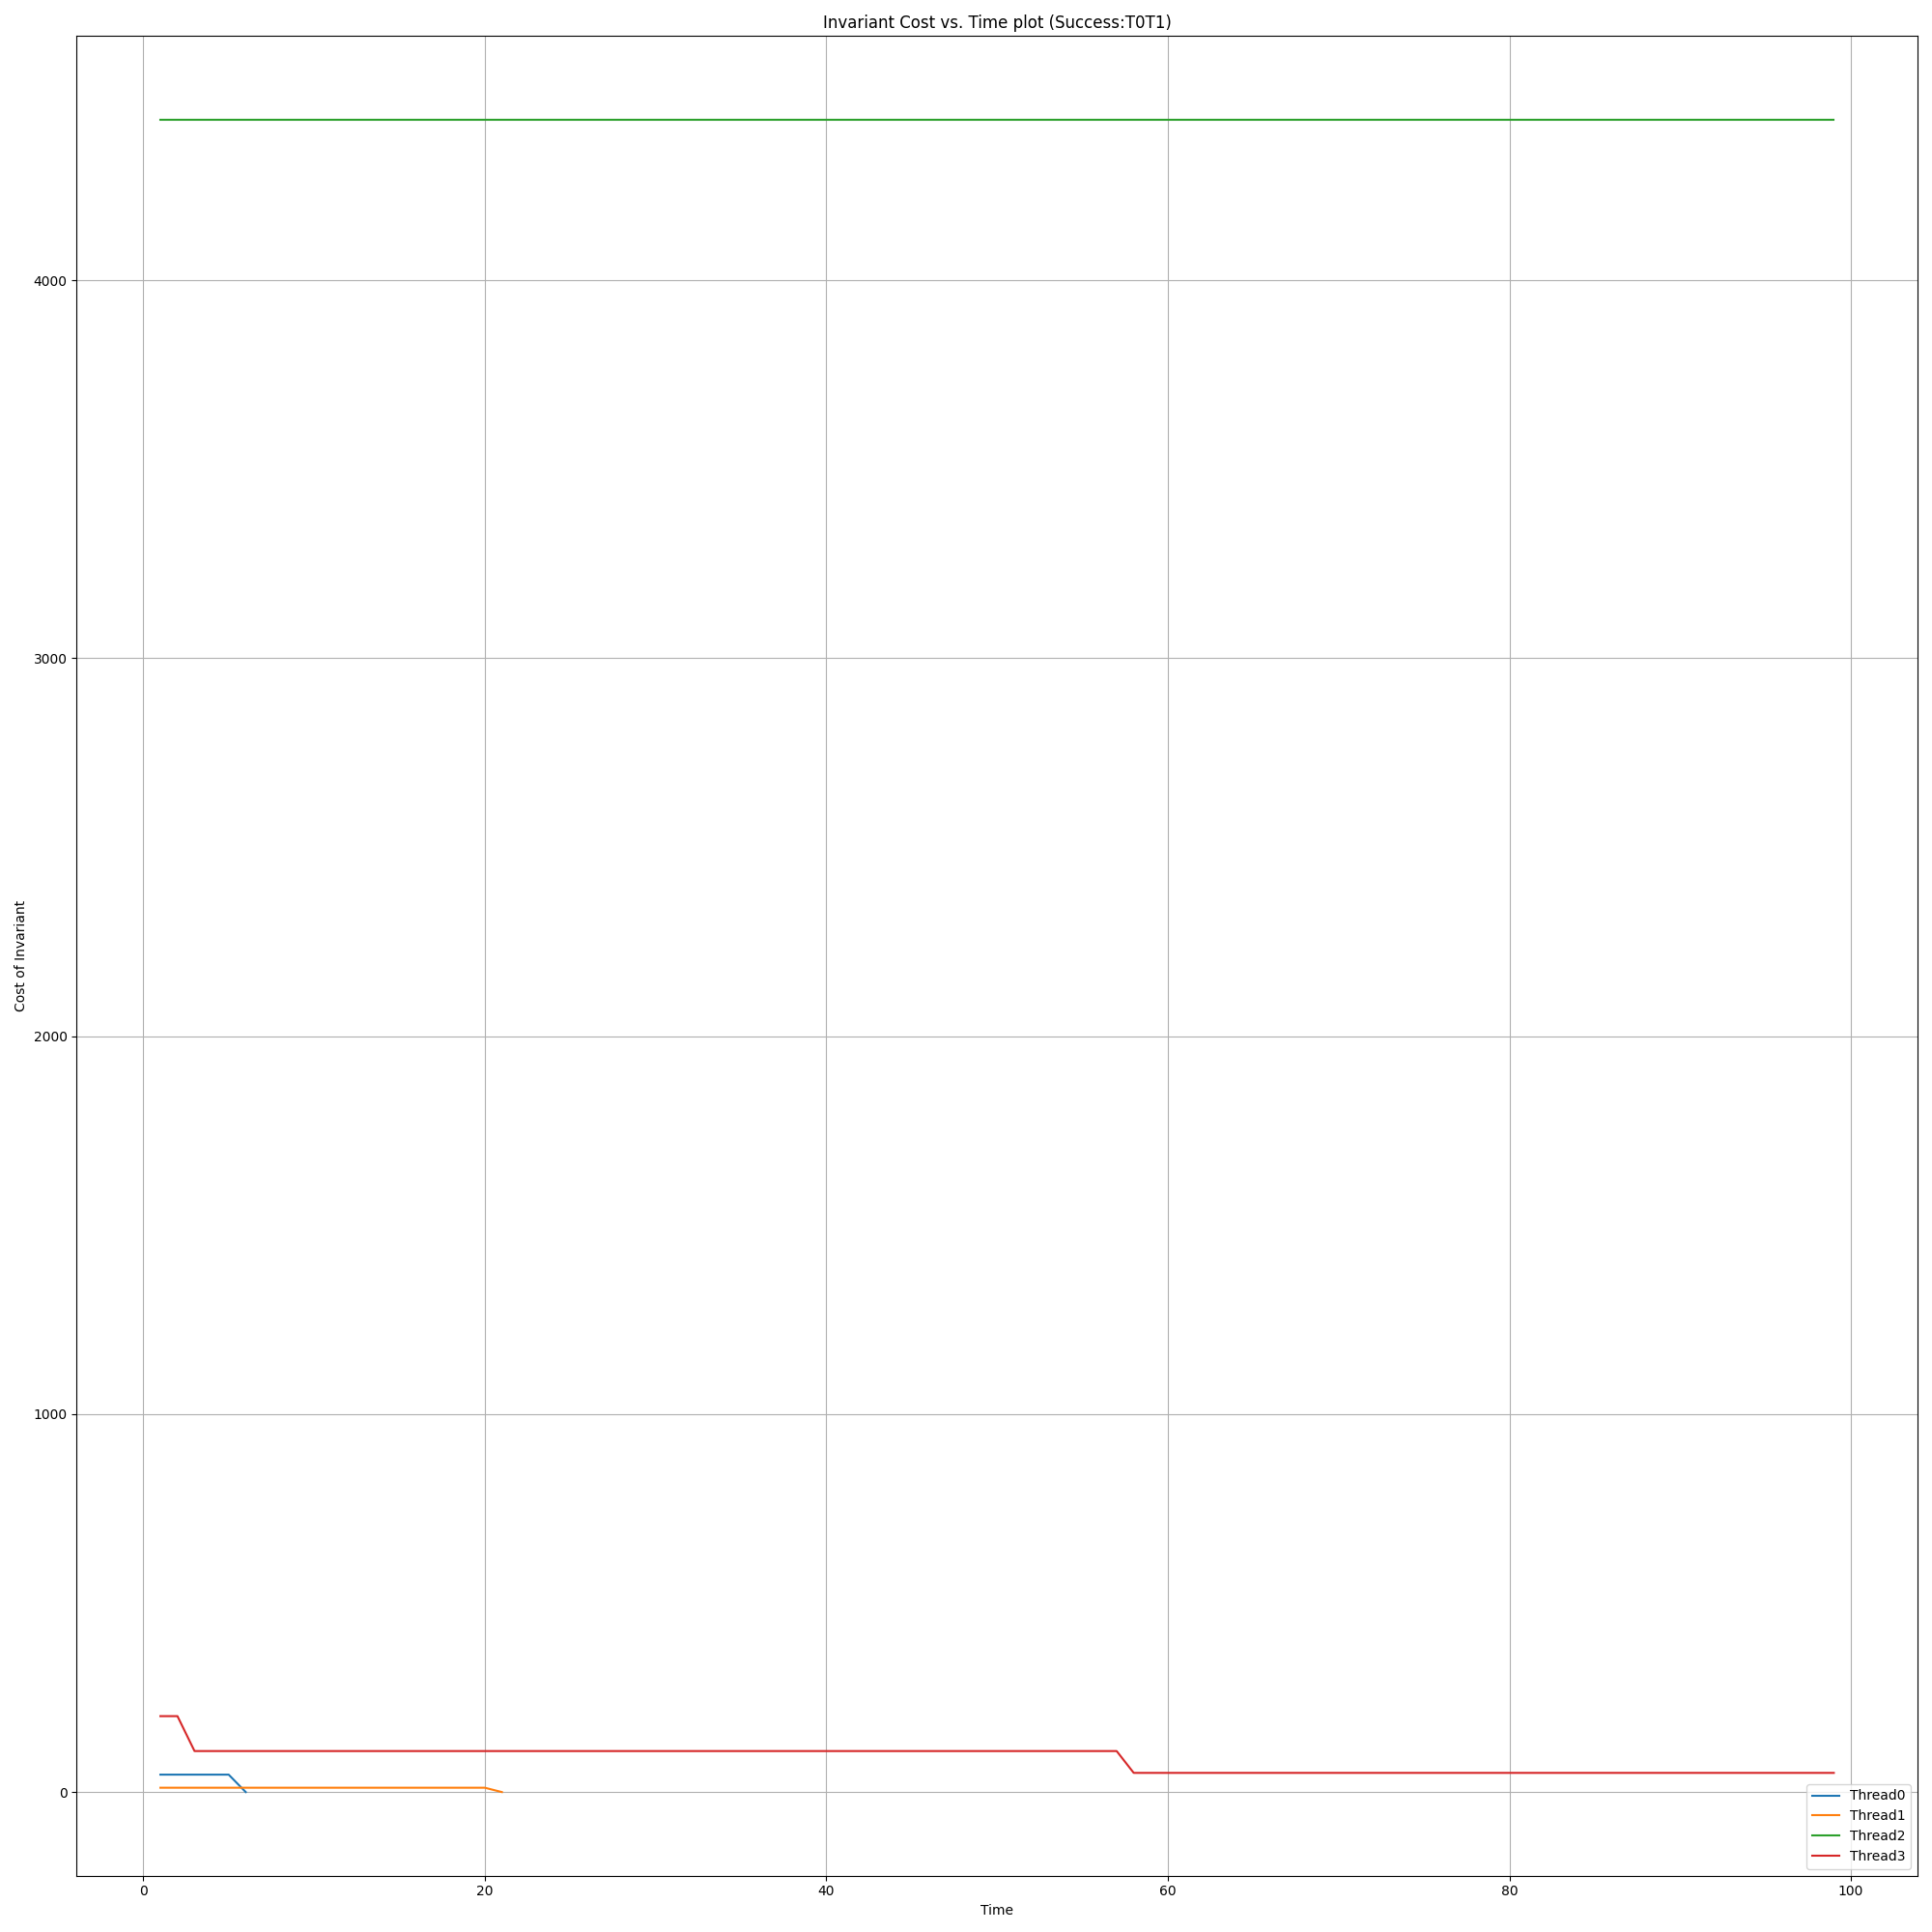 Invariant Cost vs. Time plot (Success:T0T1)
Cost of Invariant
4000
3000
2000
1000
0
0 20 40 60 80 100
Time
Thread0
Thread1
Thread2
Thread3